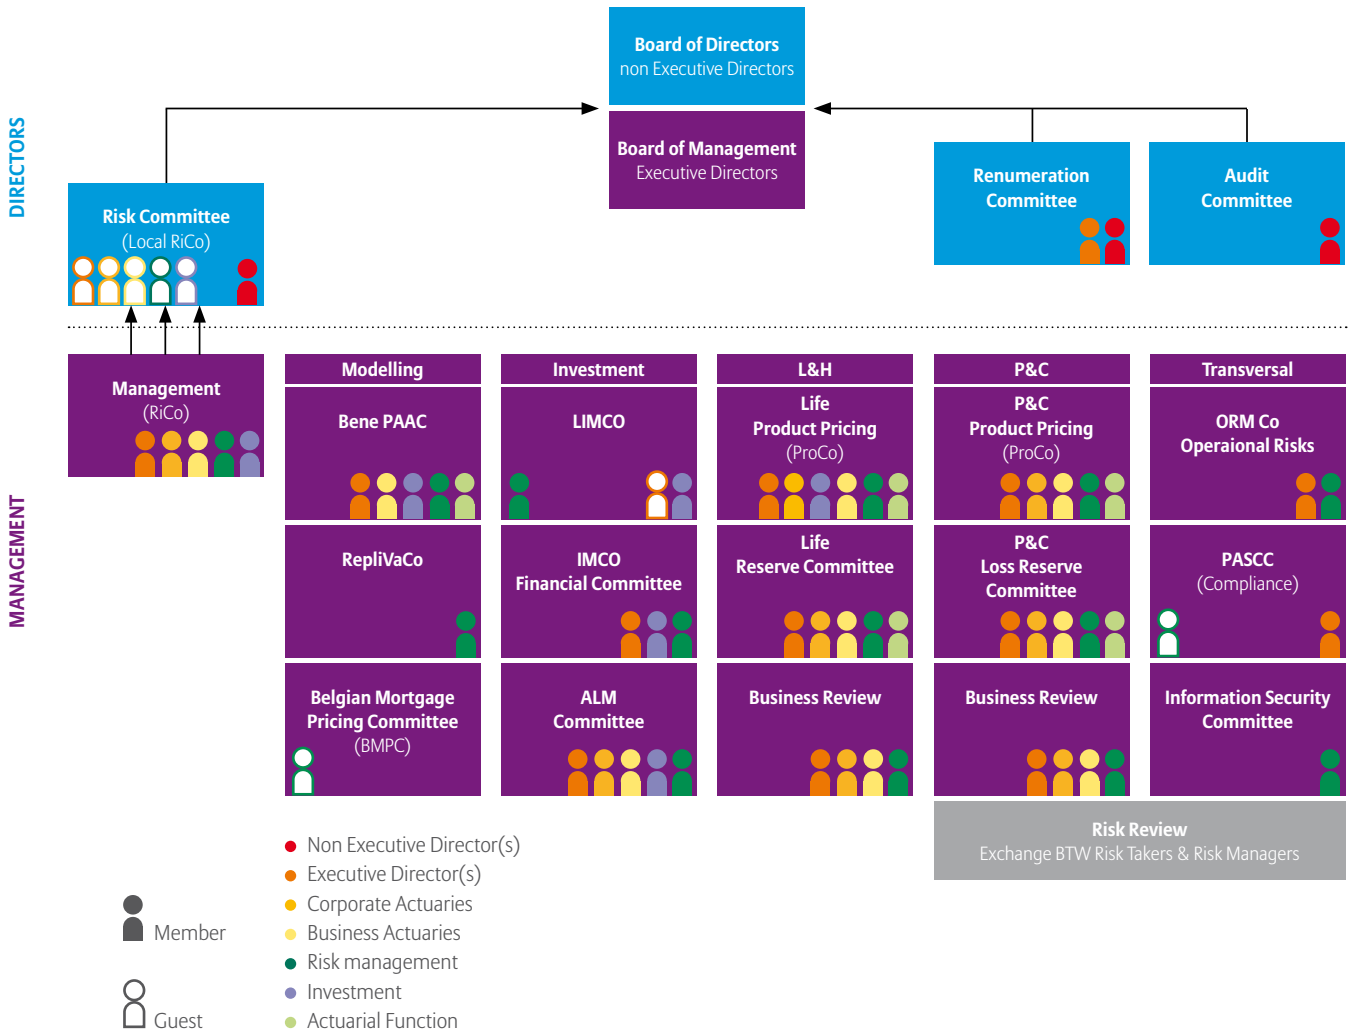 Board of Directors
non Executive Directors
Board of Management
Executive Directors
DIRECTORS
Risk Committee
(Local RiCo)
Renumeration
Committee
Audit
Committee
MANAGEMENT
Management
(RiCo)
Modelling
Bene PAAC
RepliVaCo
Belgian Mortgage
Pricing Committee
(BMPC)
Investment
LIMCO
IMCO
Financial Committee
ALM
Committee
L&H
Life
Product Pricing
(ProCo)
Life
Reserve Committee
Business Review
P&C
P&C
Product Pricing
(ProCo)
P&C
Loss Reserve
Committee
Business Review
Transversal
ORM Co
Operaional Risks
PASCC
(Compliance)
Information Security
Committee
Risk Review
Exchange BTW Risk Takers & Risk Managers
Member
Guest
Non Executive Director(s)
Executive Director(s)
Corporate Actuaries
Business Actuaries
Risk management
Investment
Actuarial Function